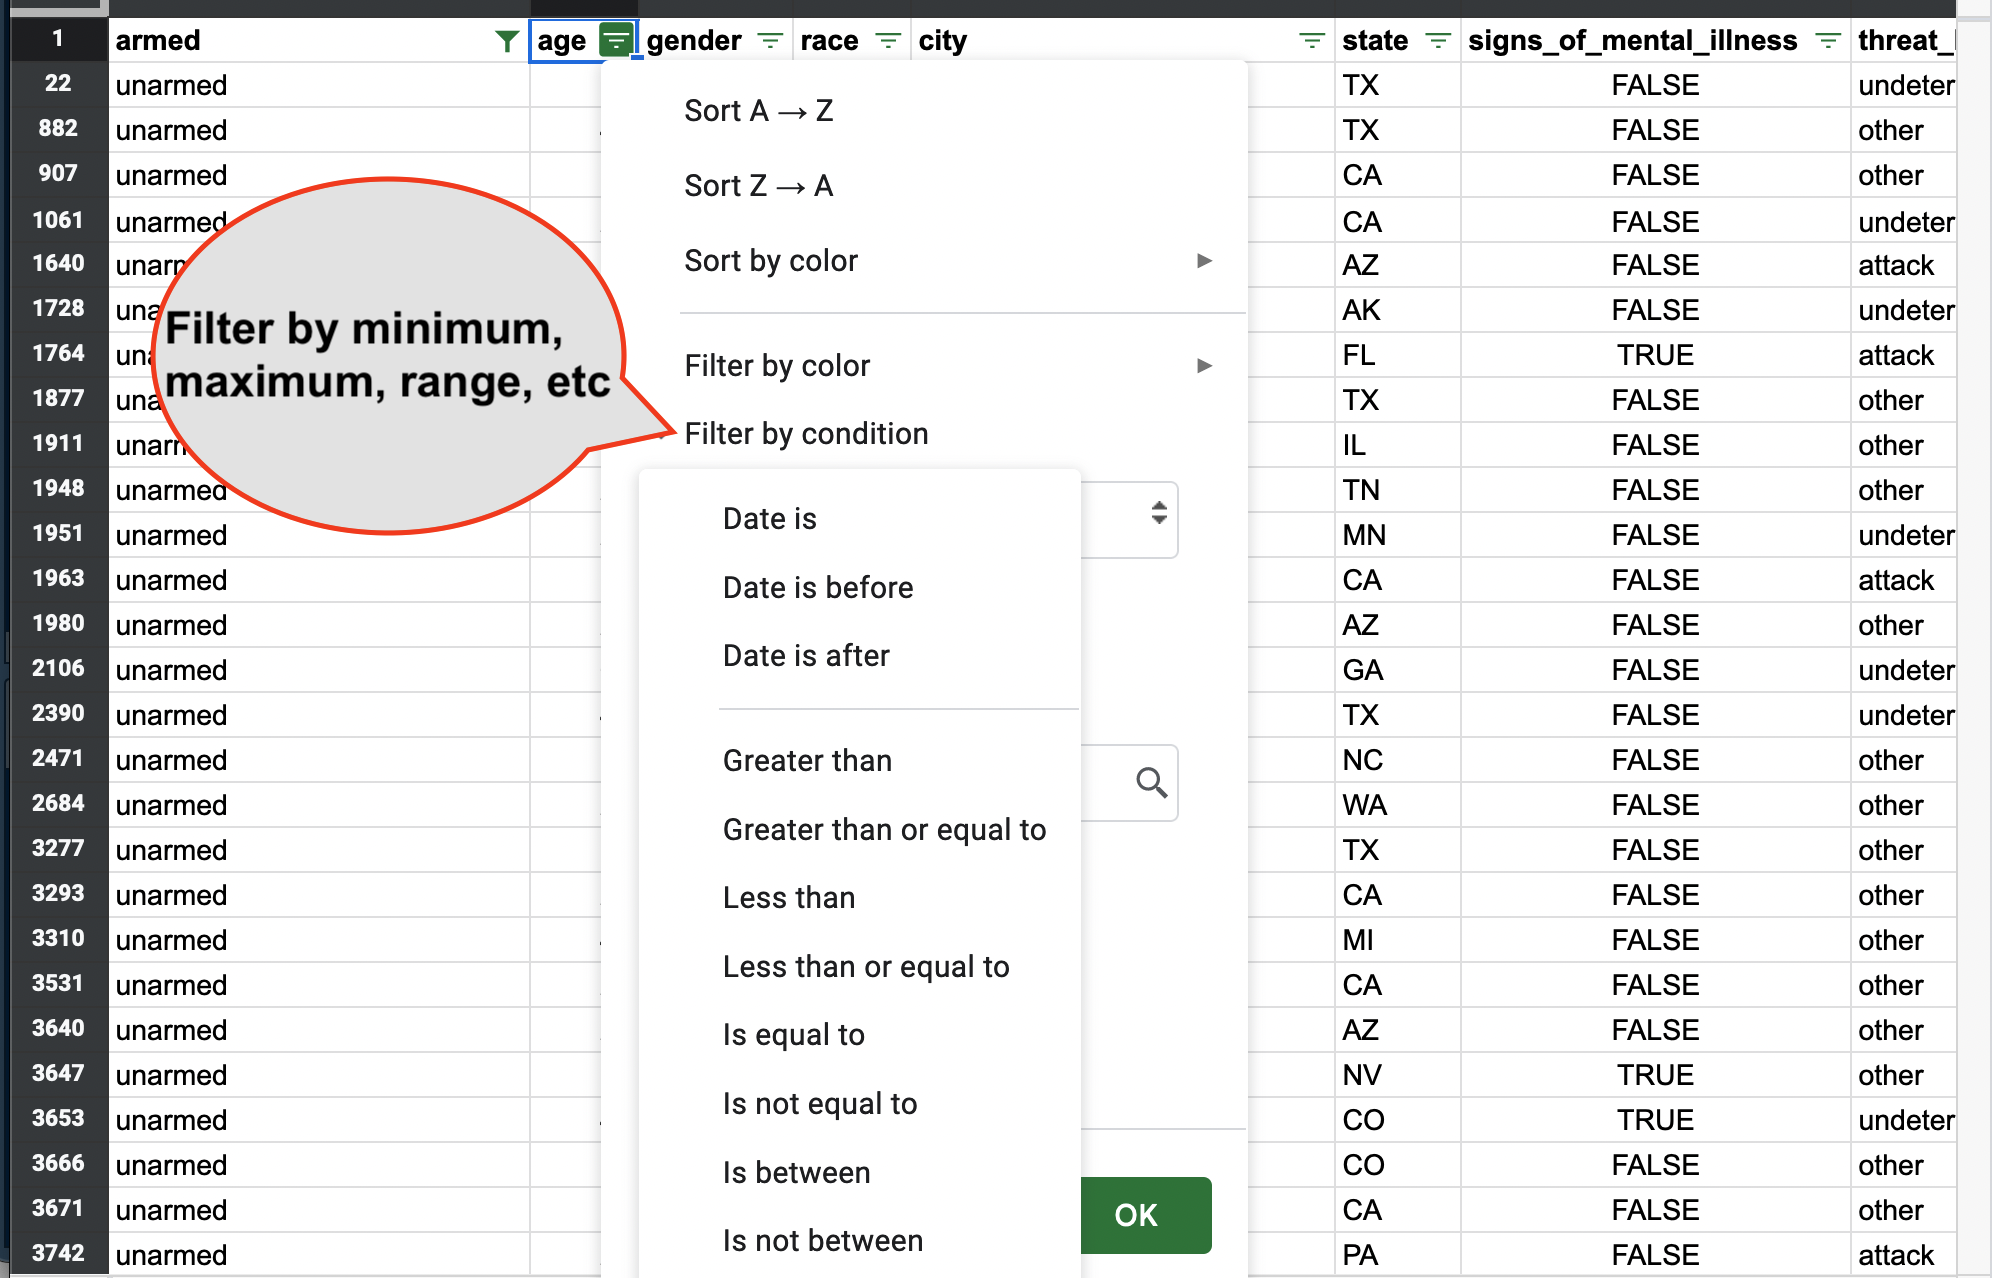 1 armed age gender race city state signs_of_mental_illness threat_
22 unarmed TX FALSE undeter
882 unarmed TX FALSE other
907 unarmed CA FALSE other
1061 unarmed CA FALSE undeter
1640 unarm AZ FALSE attack
1728 una AK FALSE undeter
1764 una FL TRUE attack
1877 una TX FALSE other
1911 unarm IL FALSE other
1948 unarmed TN FALSE other
1951 unarmed MN FALSE undeter
1963 unarmed CA FALSE attack
1980 unarmed AZ FALSE other
2106 unarmed GA FALSE undeter
2390 unarmed TX FALSE undeter
2471 unarmed NC FALSE other
2684 unarmed WA FALSE other
3277 unarmed TX FALSE other
3293 unarmed CA FALSE other
3310 unarmed MI FALSE other
3531 unarmed CA FALSE other
3640 unarmed AZ FALSE other
3647 unarmed NV TRUE other
3653 unarmed CO TRUE undeter
3666 unarmed CO FALSE other
3671 unarmed CA FALSE other
3742 unarmed PA FALSE attack
Filter by minimum,
maximum, range, etc
Sort A → Z
Sort Z → A
Sort by color
Filter by color
Filter by condition
Date is
Date is before
Date is after
Greater than
Greater than or equal to
Less than
Less than or equal to
Is equal to
Is not equal to
Is between
Is not between
OK